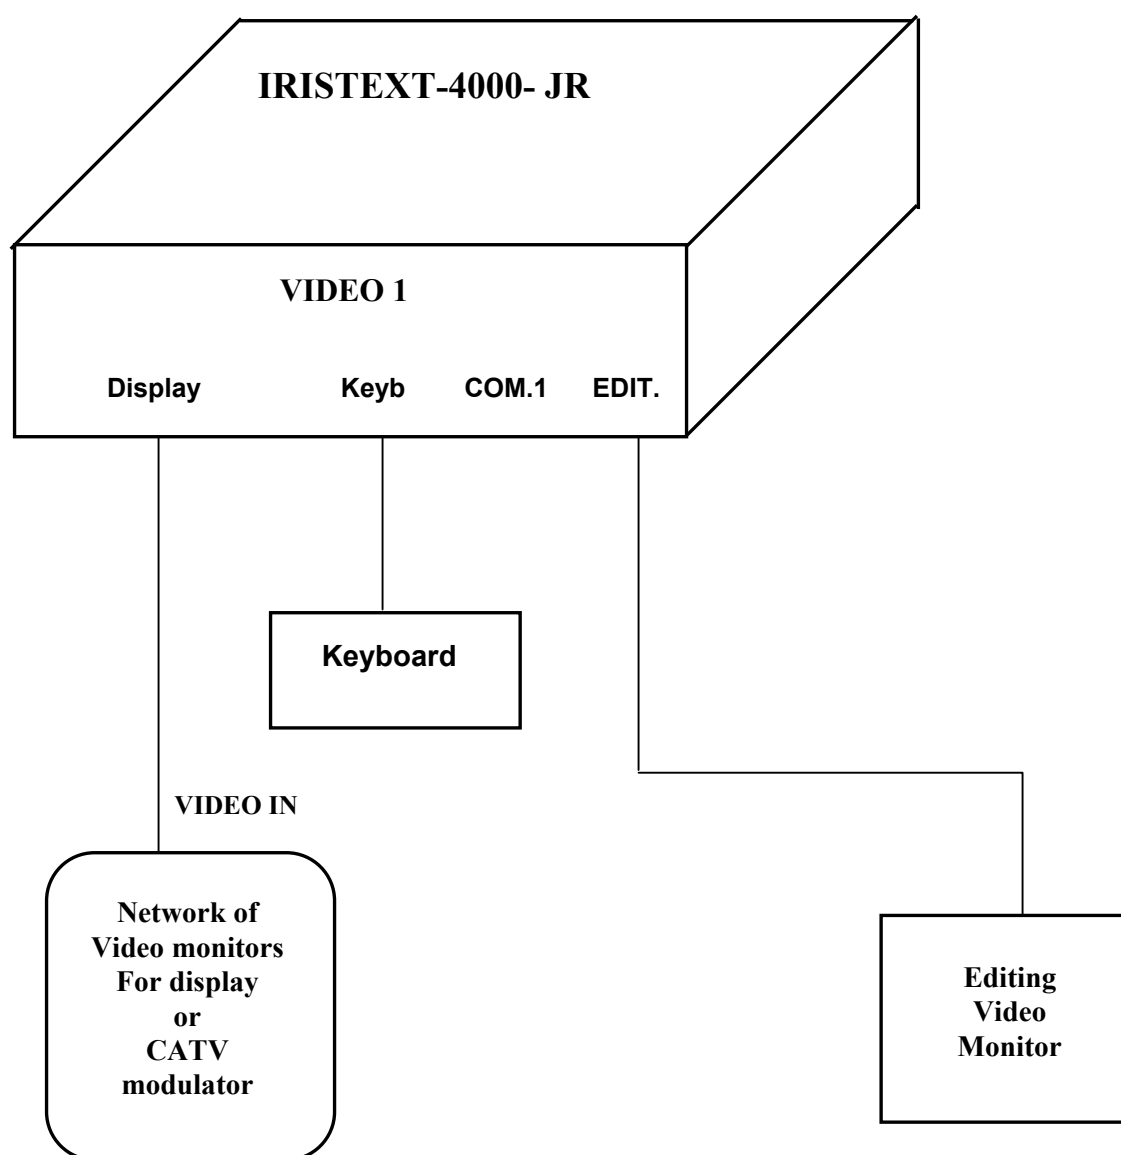 IRISTEXT-4000- JR
VIDEO 1
Display Keyb COM.1 EDIT.
Keyboard
VIDEO IN
Network of
Video monitors
For display
or
CATV
modulator
Editing
Video
Monitor